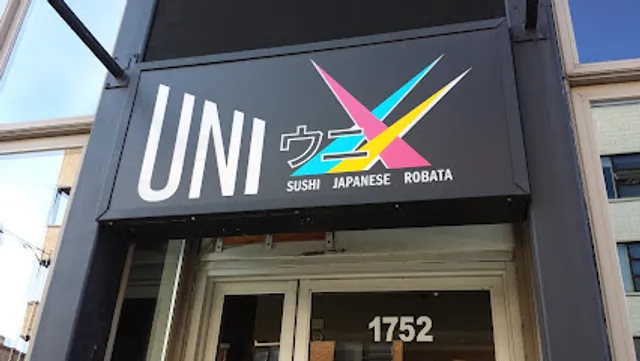 UNI
ウニ
SUSHI JAPANESE ROBATA
1752